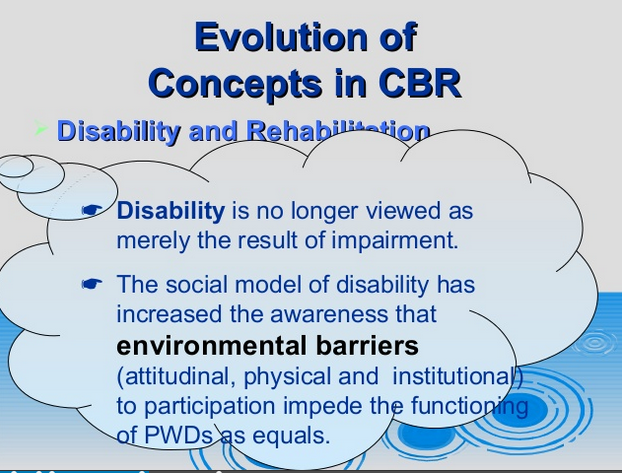 Evolution of
Concepts in CBR
Disability and Rehabilitation
Disability is no longer viewed as
merely the result of impairment.
The social model of disability has
increased the awareness that
environmental barriers
(attitudinal, physical and institutional)
to participation impede the functioning
of PWDs as equals.